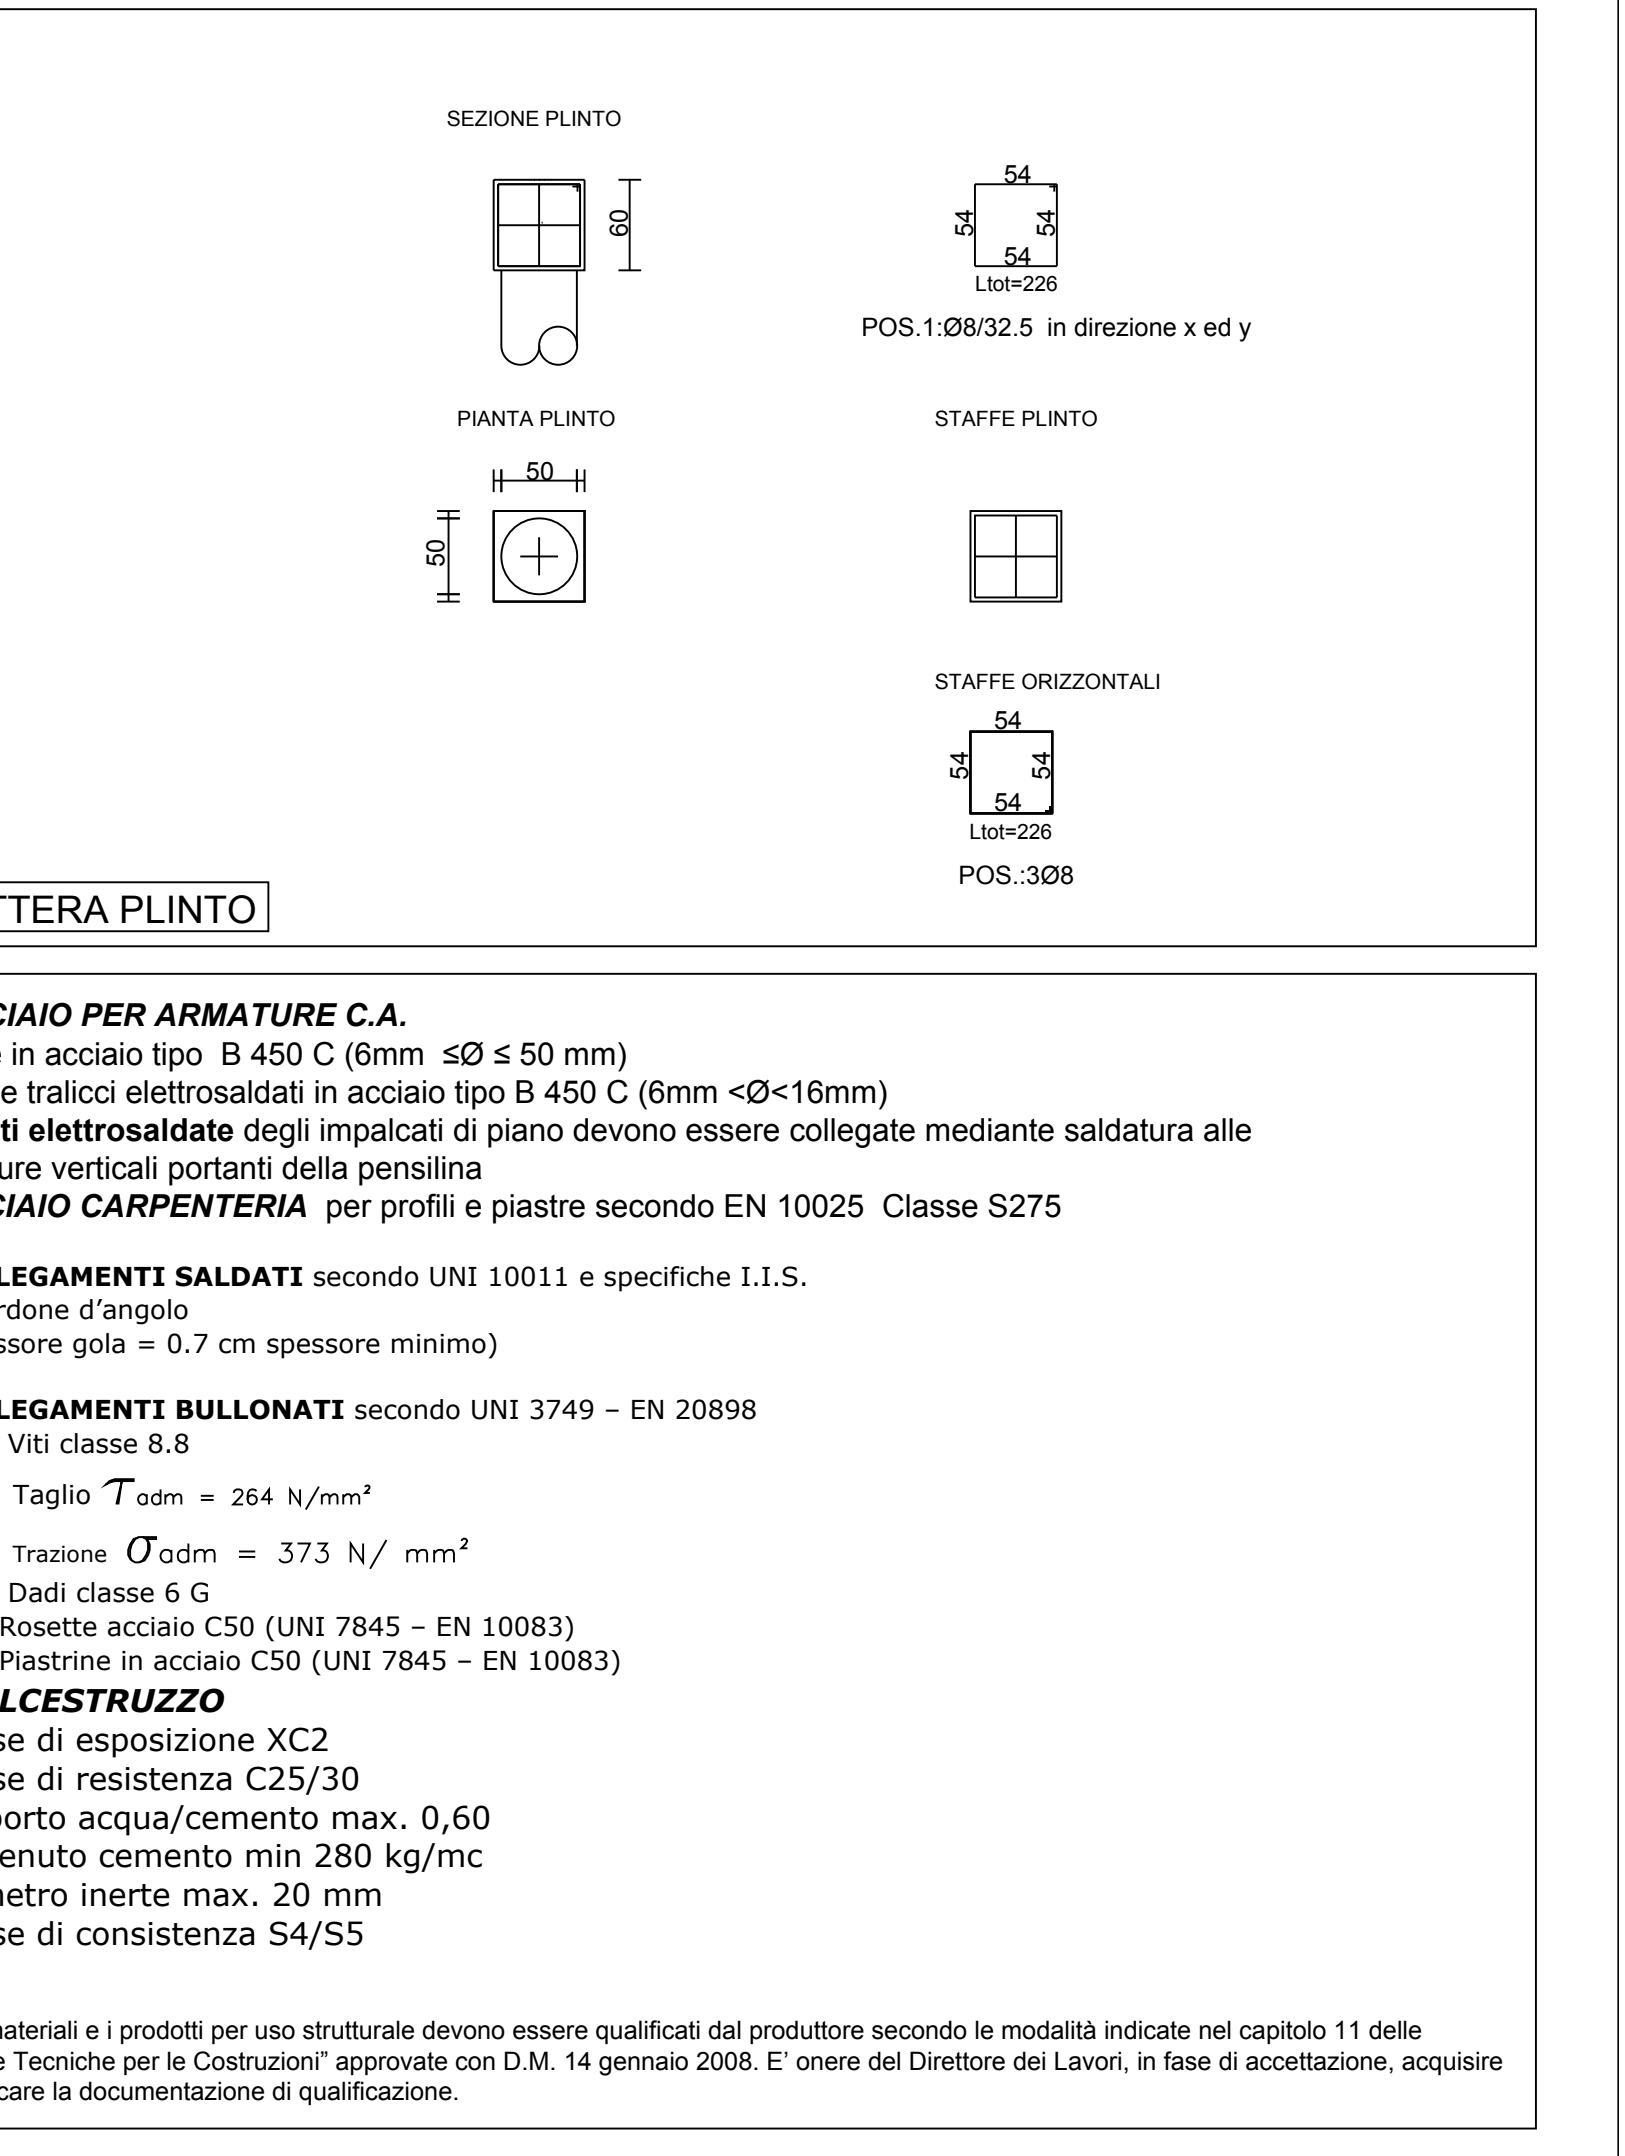 SEZIONE PLINTO
60
54
54
54
54
Ltot=226
POS.1:Ø8/32.5 in direzione x ed y
PIANTA PLINTO
50
50
STAFFE PLINTO
STAFFE ORIZZONTALI
54
54
54
54
Ltot=226
POS.:3Ø8
TTERA PLINTO
CIAIO PER ARMATURE C.A.
e in acciaio tipo B 450 C (6mm ≤Ø ≤ 50 mm)
e tralicci elettrosaldati in acciaio tipo B 450 C (6mm <Ø<16mm)
ti elettrosaldate degli impalcati di piano devono essere collegate mediante saldatura alle
ure verticali portanti della pensilina
CIAIO CARPENTERIA per profili e piastre secondo EN 10025 Classe S275
LEGAMENTI SALDATI secondo UNI 10011 e specifiche I.I.S.
rdone d’angolo
ssore gola = 0.7 cm spessore minimo)
LEGAMENTI BULLONATI secondo UNI 3749 – EN 20898
Viti classe 8.8
Taglio τadm = 264 N/mm²
Trazione σadm = 373 N/ mm²
Dadi classe 6 G
Rosette acciaio C50 (UNI 7845 – EN 10083)
Piastrine in acciaio C50 (UNI 7845 – EN 10083)
LCESTRUZZO
se di esposizione XC2
se di resistenza C25/30
porto acqua/cemento max. 0,60
tenuto cemento min 280 kg/mc
metro inerte max. 20 mm
se di consistenza S4/S5
materiali e i prodotti per uso strutturale devono essere qualificati dal produttore secondo le modalità indicate nel capitolo 11 delle
e Tecniche per le Costruzioni” approvate con D.M. 14 gennaio 2008. E’ onere del Direttore dei Lavori, in fase di accettazione, acquisire
care la documentazione di qualificazione.